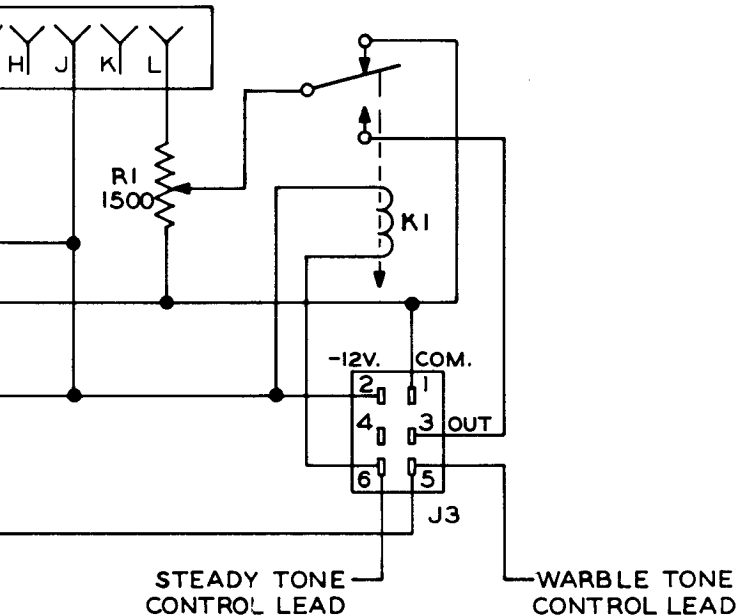 H J K L
R1
1500
K1
-12V. COM.
2 1
4 3 OUT
6 5
J3
STEADY TONE
CONTROL LEAD
WARBLE TONE
CONTROL LEAD